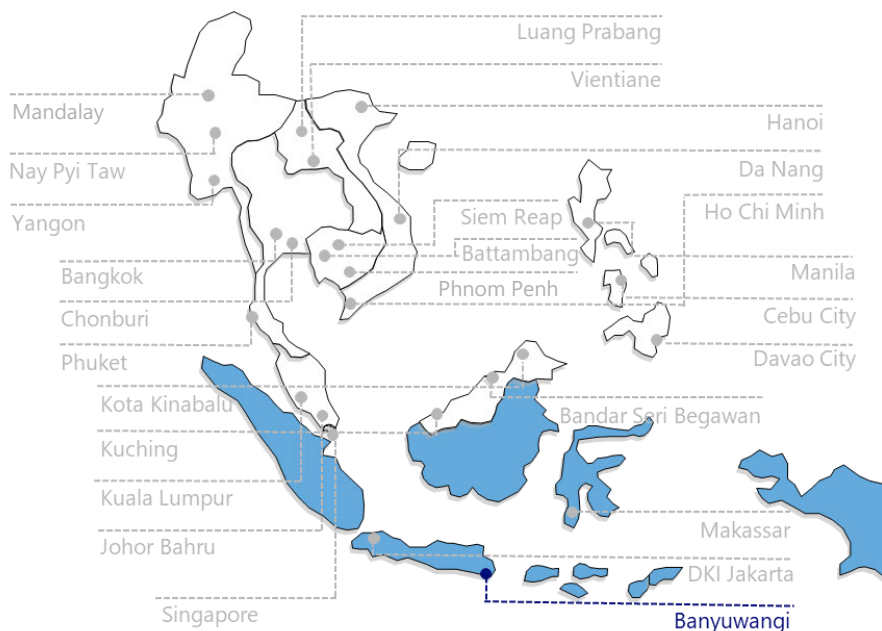 Luang Prabang
Vientiane
Mandalay
Hanoi
Nay Pyi Taw
Da Nang
Yangon
Siem Reap
Ho Chi Minh
Battambang
Bangkok
Manila
Phnom Penh
Chonburi
Cebu City
Phuket
Davao City
Kota Kinabalu
Bandar Seri Begawan
Kuching
Kuala Lumpur
Makassar
Johor Bahru
DKI Jakarta
Singapore
Banyuwangi